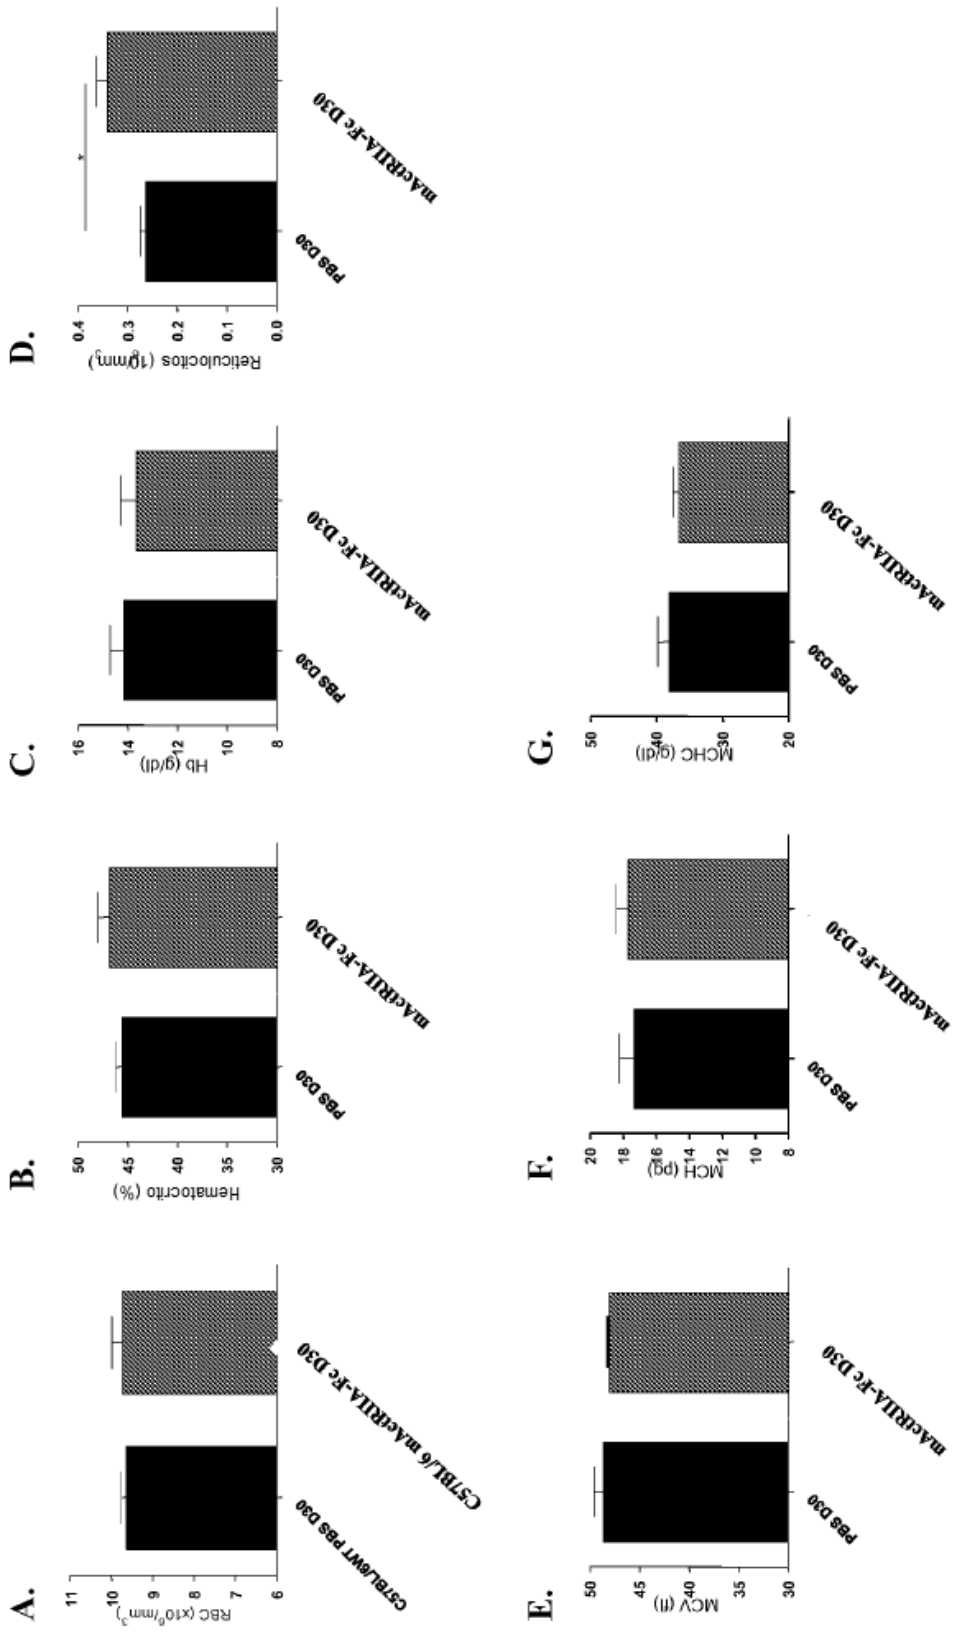 A.
RBC (x10⁶/mm³)
11
10
9
8
7
6
C57BL/6WT PBS D30
C57BL/6 mActRIIA-Fc D30
B.
Hematocrito (%)
50
45
40
35
30
PBS D30
mActRIIA-Fc D30
C.
Hb (g/dl)
16
14
12
10
8
PBS D30
mActRIIA-Fc D30
D.
Reticulocitos (10⁶/mm³)
0.4
0.3
0.2
0.1
0.0
*
PBS D30
mActRIIA-Fc D30
E.
MCV (fl)
50
45
40
35
30
PBS D30
mActRIIA-Fc D30
F.
MCH (pg)
20
18
16
14
12
10
8
PBS D30
mActRIIA-Fc D30
G.
MCHC (g/dl)
50
40
30
20
PBS D30
mActRIIA-Fc D30